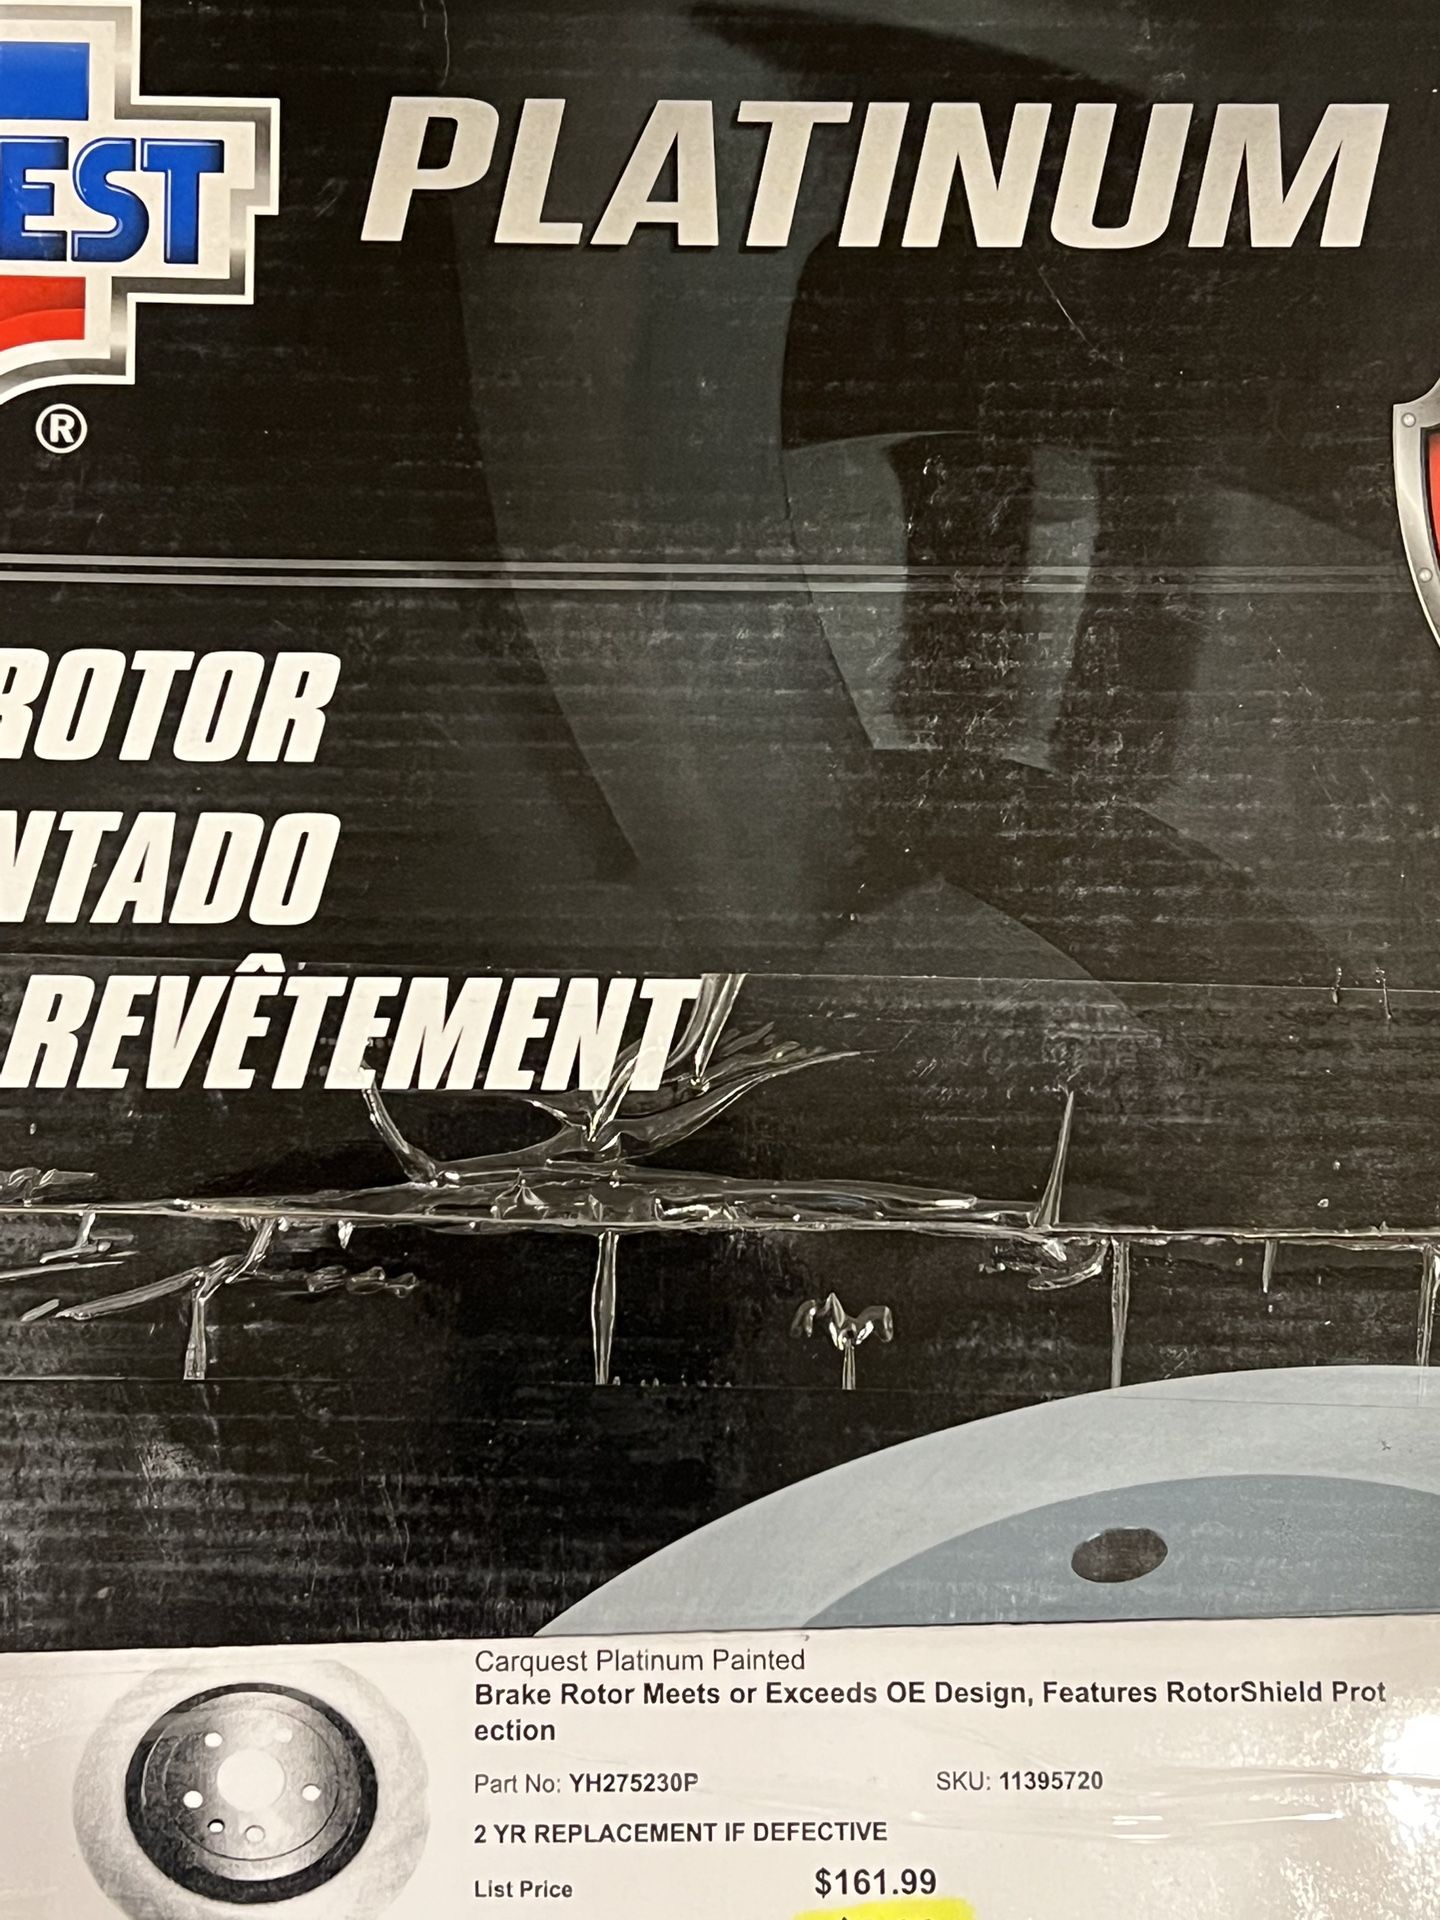 EST PLATINUM
®
ROTOR
NTADO
REVÊTEMENT
Carquest Platinum Painted
Brake Rotor Meets or Exceeds OE Design, Features RotorShield Prot
ection
Part No: YH275230P SKU: 11395720
2 YR REPLACEMENT IF DEFECTIVE
List Price $161.99